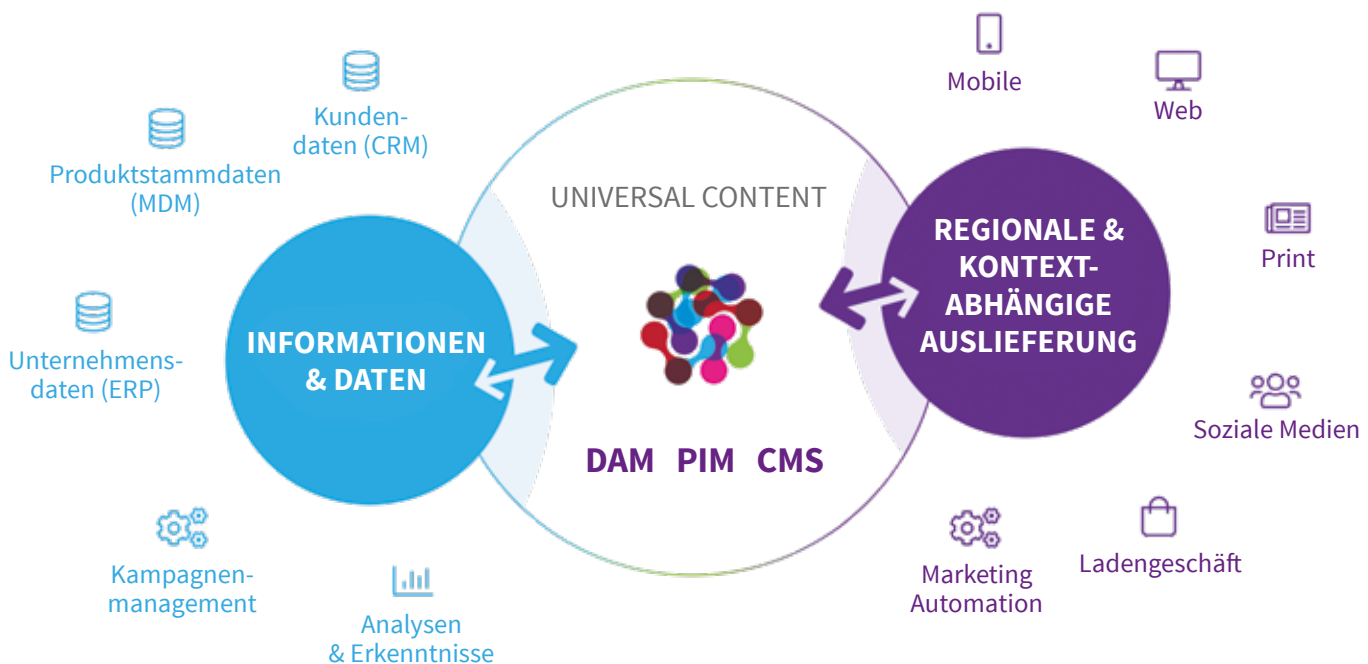 Kunden-
daten (CRM)
Produktstammdaten
(MDM)
Unternehmens-
daten (ERP)
Kampagnen-
management
Analysen
& Erkenntnisse
INFORMATIONEN
& DATEN
UNIVERSAL CONTENT
DAM PIM CMS
REGIONALE &
KONTEXT-
ABHÄNGIGE
AUSLIEFERUNG
Mobile
Web
Print
Soziale Medien
Ladengeschäft
Marketing
Automation